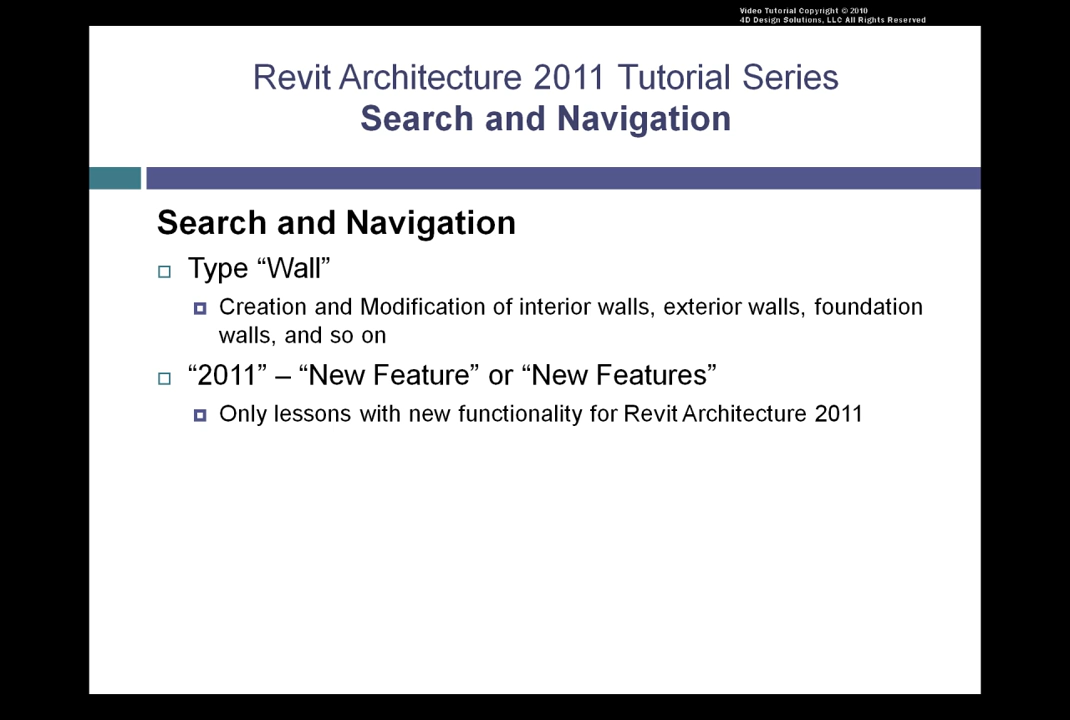 Video Tutorial Copyright © 2010
4D Design Solutions, LLC All Rights Reserved
Revit Architecture 2011 Tutorial Series
Search and Navigation
Search and Navigation
Type “Wall”
Creation and Modification of interior walls, exterior walls, foundation
walls, and so on
“2011” – “New Feature” or “New Features”
Only lessons with new functionality for Revit Architecture 2011